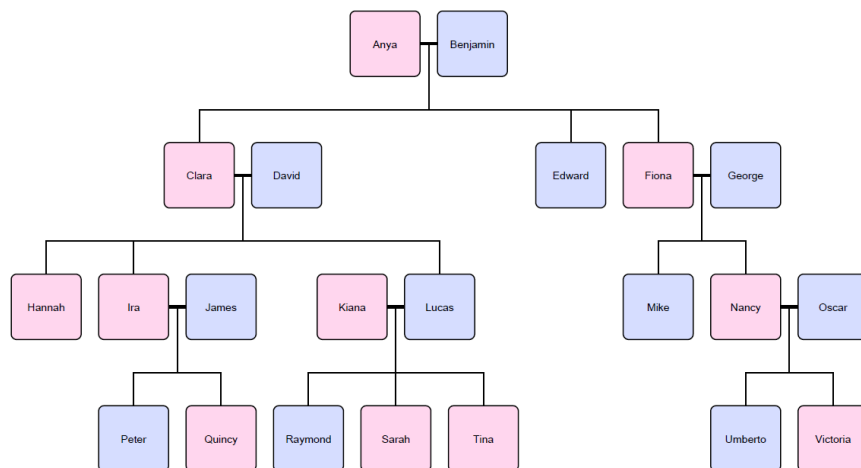 Anya
Benjamin
Clara
David
Edward
Fiona
George
Hannah
Ira
James
Kiana
Lucas
Mike
Nancy
Oscar
Peter
Quincy
Raymond
Sarah
Tina
Umberto
Victoria